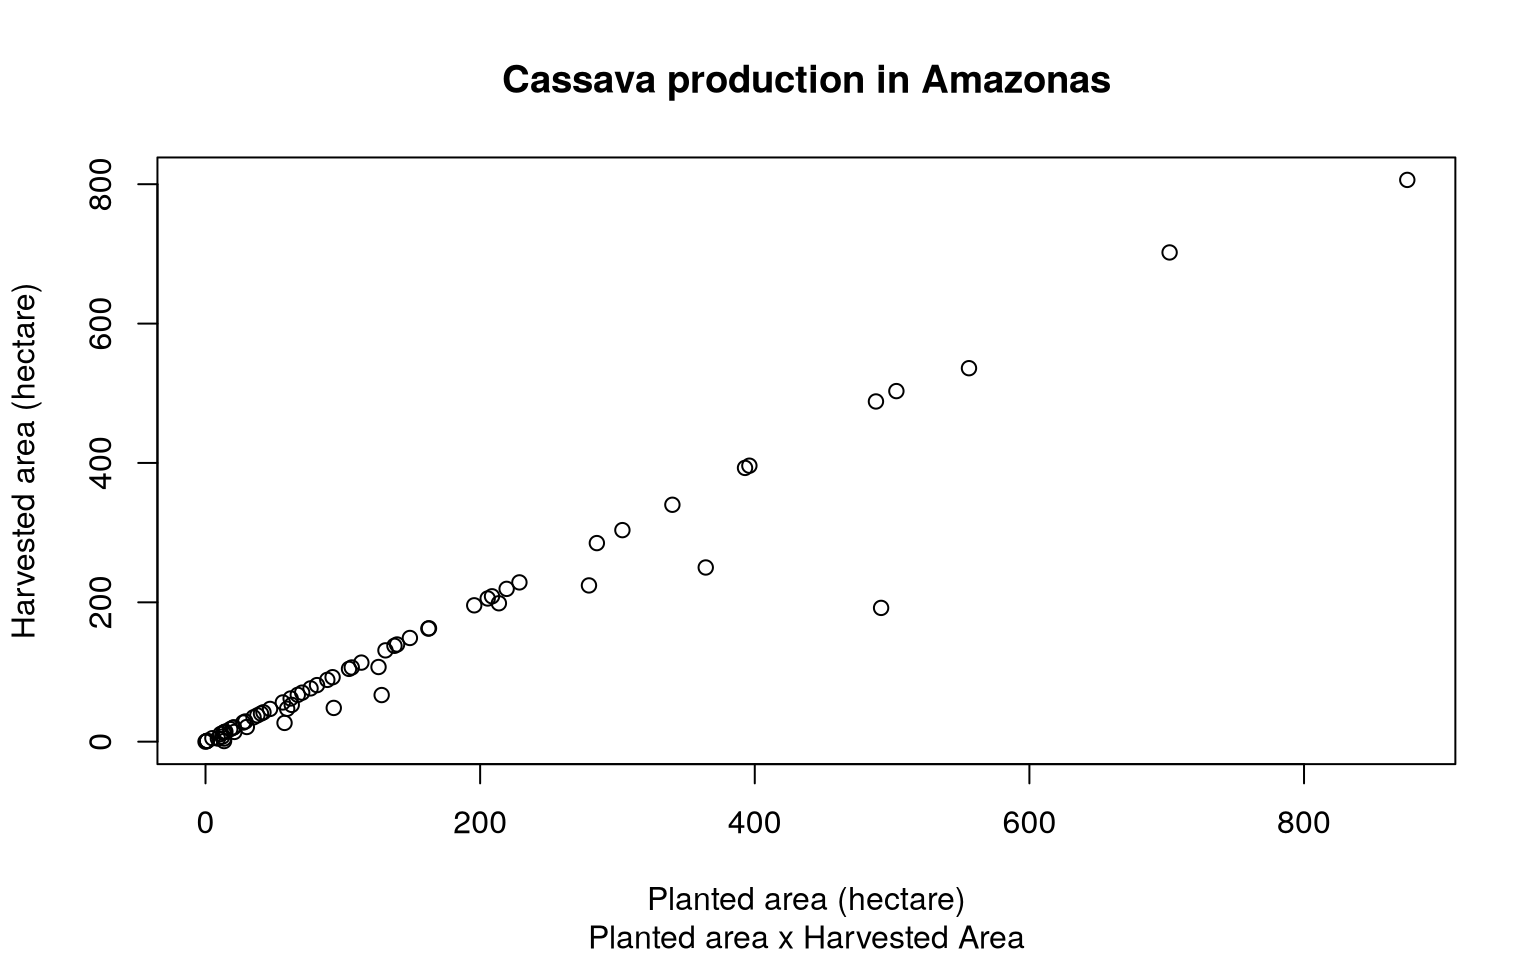 Cassava production in Amazonas
Harvested area (hectare)
800
600
400
200
0
0 200 400 600 800
Planted area (hectare)
Planted area x Harvested Area